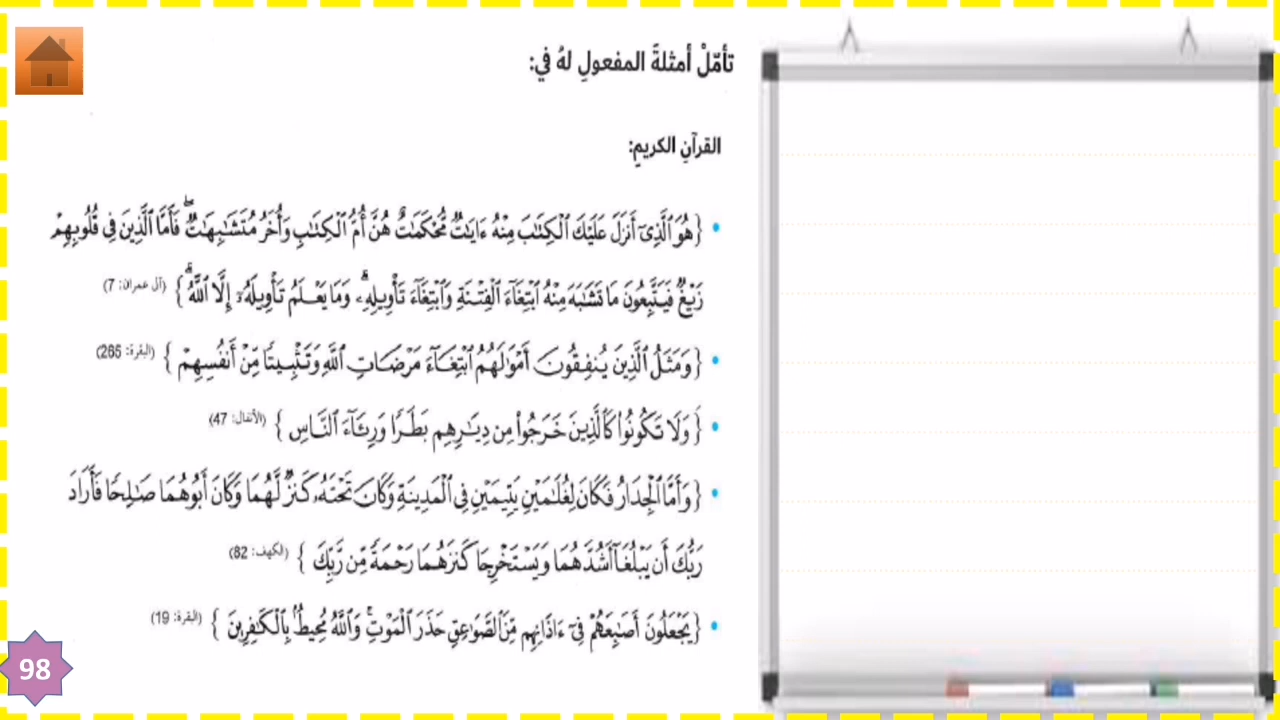 تأمّلْ أمثلةَ المفعولِ لهُ في:
القرآنِ الكريمِ:
• {هُوَ ٱلَّذِىٓ أَنزَلَ عَلَيْكَ ٱلْكِتَٰبَ مِنْهُ ءَايَٰتٌ مُّحْكَمَٰتٌ هُنَّ أُمُّ ٱلْكِتَٰبِ وَأُخَرُ مُتَشَٰبِهَٰتٌ ۖ فَأَمَّا ٱلَّذِينَ فِى قُلُوبِهِمْ
زَيْغٌ فَيَتَّبِعُونَ مَا تَشَٰبَهَ مِنْهُ ٱبْتِغَآءَ ٱلْفِتْنَةِ وَٱبْتِغَآءَ تَأْوِيلِهِۦ ۗ وَمَا يَعْلَمُ تَأْوِيلَهُۥٓ إِلَّا ٱللَّهُ ۗ} (آل عمران: 7)
• {وَمَثَلُ ٱلَّذِينَ يُنفِقُونَ أَمْوَٰلَهُمُ ٱبْتِغَآءَ مَرْضَاتِ ٱللَّهِ وَتَثْبِيتًا مِّنْ أَنفُسِهِمْ } (البقرة: 265)
• {وَلَا تَكُونُوا۟ كَٱلَّذِينَ خَرَجُوا۟ مِن دِيَٰرِهِم بَطَرًا وَرِئَآءَ ٱلنَّاسِ } (الأنفال: 47)
• {وَأَمَّا ٱلْجِدَارُ فَكَانَ لِغُلَٰمَيْنِ يَتِيمَيْنِ فِى ٱلْمَدِينَةِ وَكَانَ تَحْتَهُۥ كَنزٌ لَّهُمَا وَكَانَ أَبُوهُمَا صَٰلِحًا فَأَرَادَ
رَبُّكَ أَن يَبْلُغَآ أَشُدَّهُمَا وَيَسْتَخْرِجَا كَنزَهُمَا رَحْمَةً مِّن رَّبِّكَ } (الكهف: 82)
• {يَجْعَلُونَ أَصَٰبِعَهُمْ فِىٓ ءَاذَانِهِم مِّنَ ٱلصَّوَٰعِقِ حَذَرَ ٱلْمَوْتِ ۚ وَٱللَّهُ مُحِيطٌۢ بِٱلْكَٰفِرِينَ } (البقرة: 19)
98